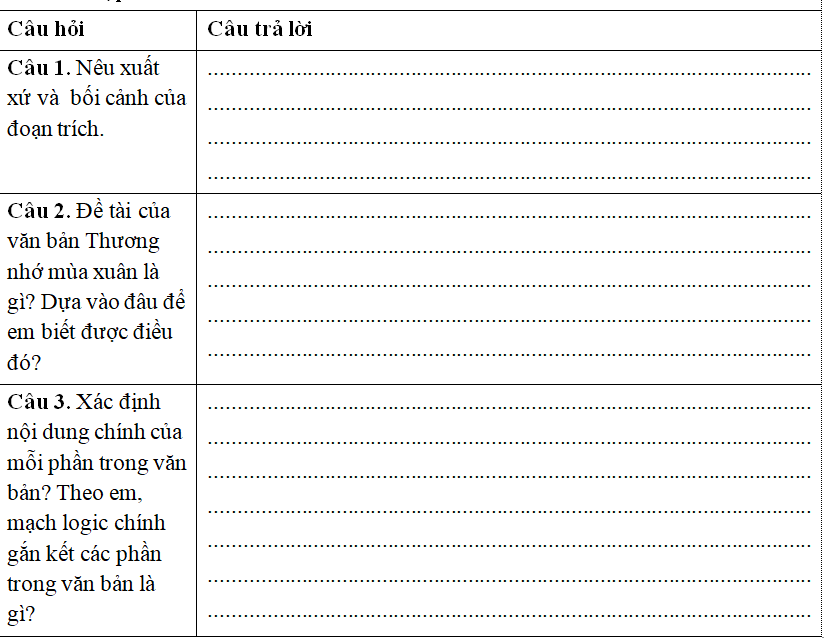 Câu hỏi
Câu trả lời
Câu 1. Nêu xuất
xứ và bối cảnh của
đoạn trích.
................................................................................
................................................................................
................................................................................
................................................................................
Câu 2. Đề tài của
văn bản Thương
nhớ mùa xuân là
gì? Dựa vào đâu để
em biết được điều
đó?
................................................................................
................................................................................
................................................................................
................................................................................
................................................................................
Câu 3. Xác định
nội dung chính của
mỗi phần trong văn
bản? Theo em,
mạch logic chính
gắn kết các phần
trong văn bản là
gì?
................................................................................
................................................................................
................................................................................
................................................................................
................................................................................
................................................................................
................................................................................